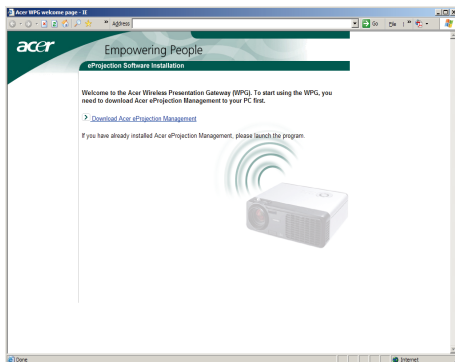 Acer WPG welcome page - II
Address
Go
File
acer
Empowering People
eProjection Software Installation
Welcome to the Acer Wireless Presentation Gateway (WPG). To start using the WPG, you
need to download Acer eProjection Management to your PC first.
Download Acer eProjection Management
If you have already installed Acer eProjection Management, please launch the program.
Done
Internet